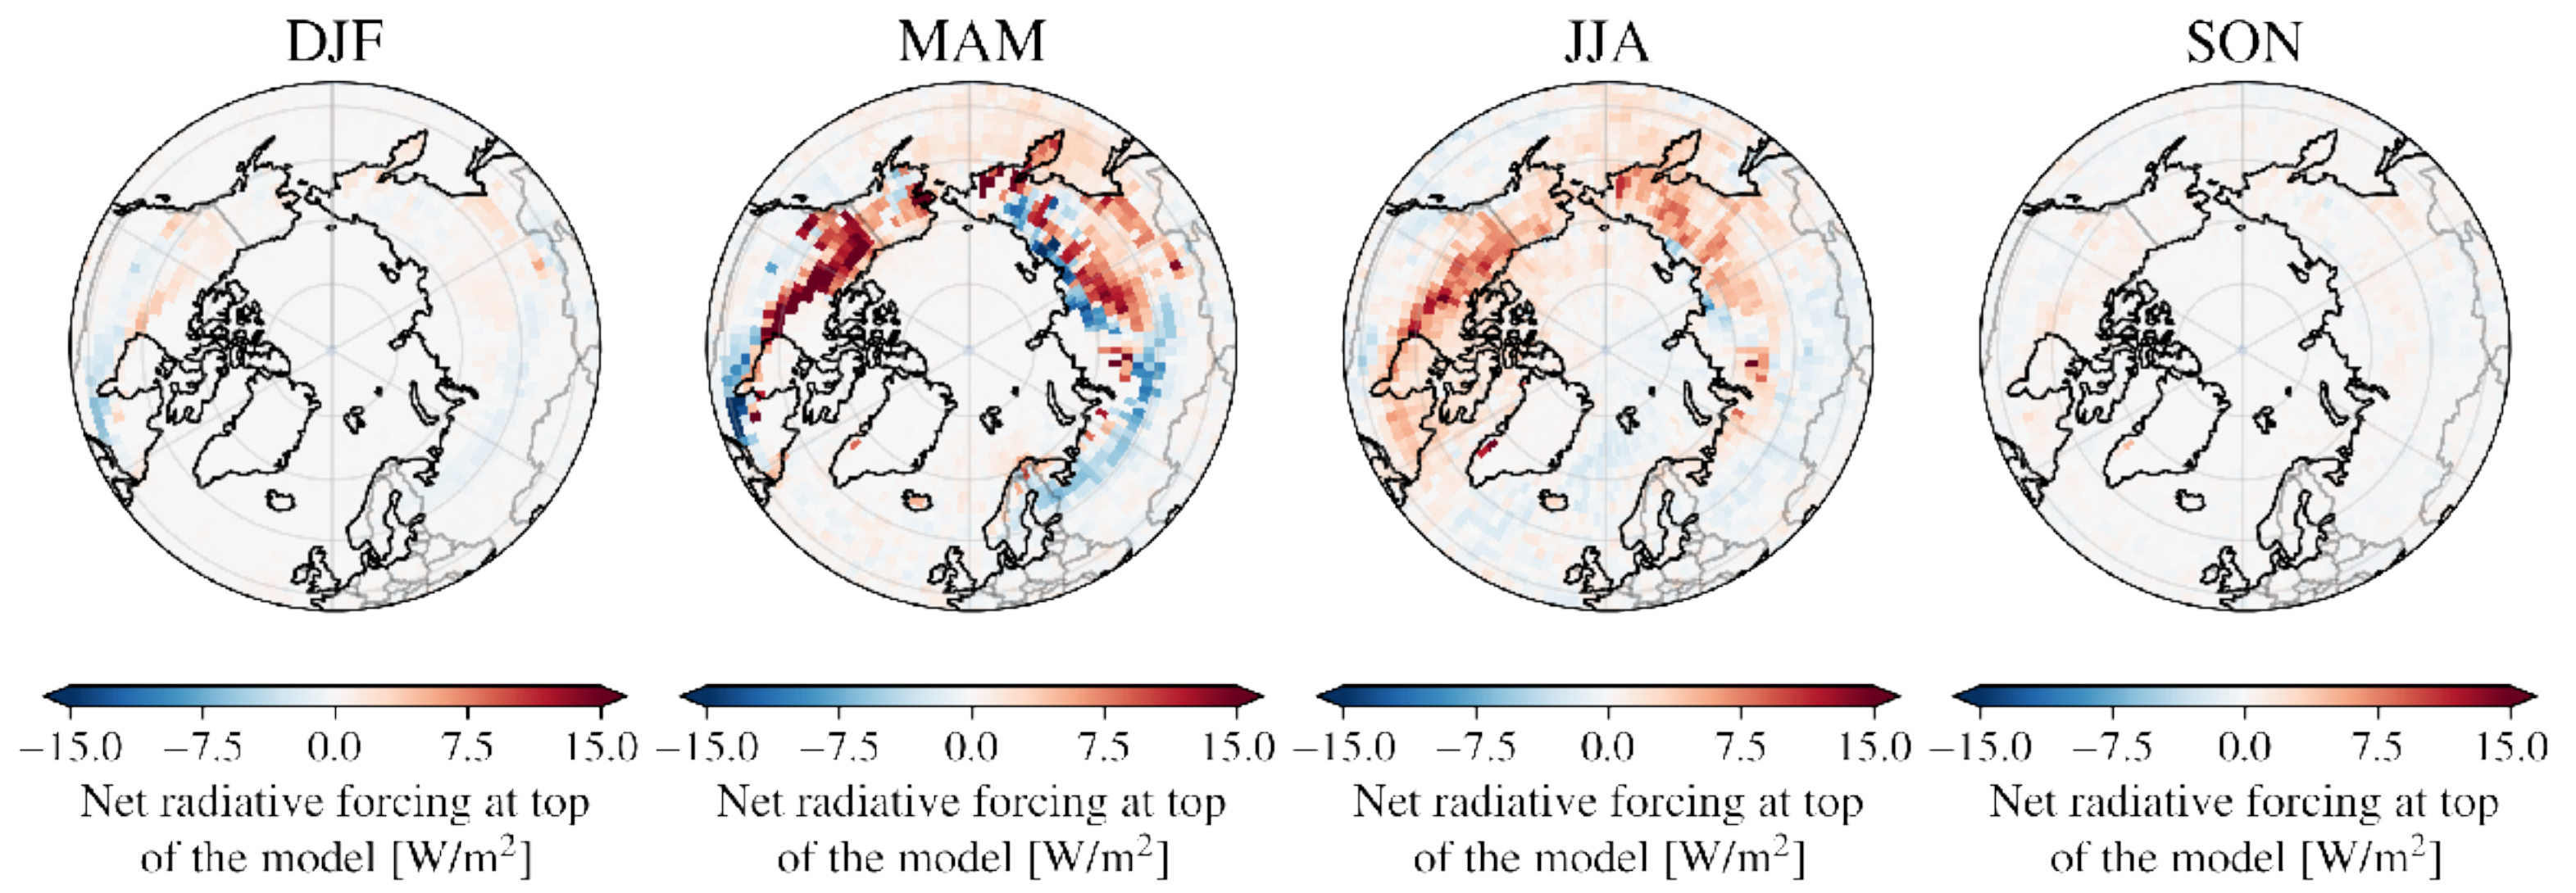 DJF
MAM
JJA
SON
−15.0 −7.5 0.0 7.5 15.0
−15.0 −7.5 0.0 7.5 15.0
−15.0 −7.5 0.0 7.5 15.0
−15.0 −7.5 0.0 7.5 15.0
Net radiative forcing at top
of the model [W/m²]
Net radiative forcing at top
of the model [W/m²]
Net radiative forcing at top
of the model [W/m²]
Net radiative forcing at top
of the model [W/m²]